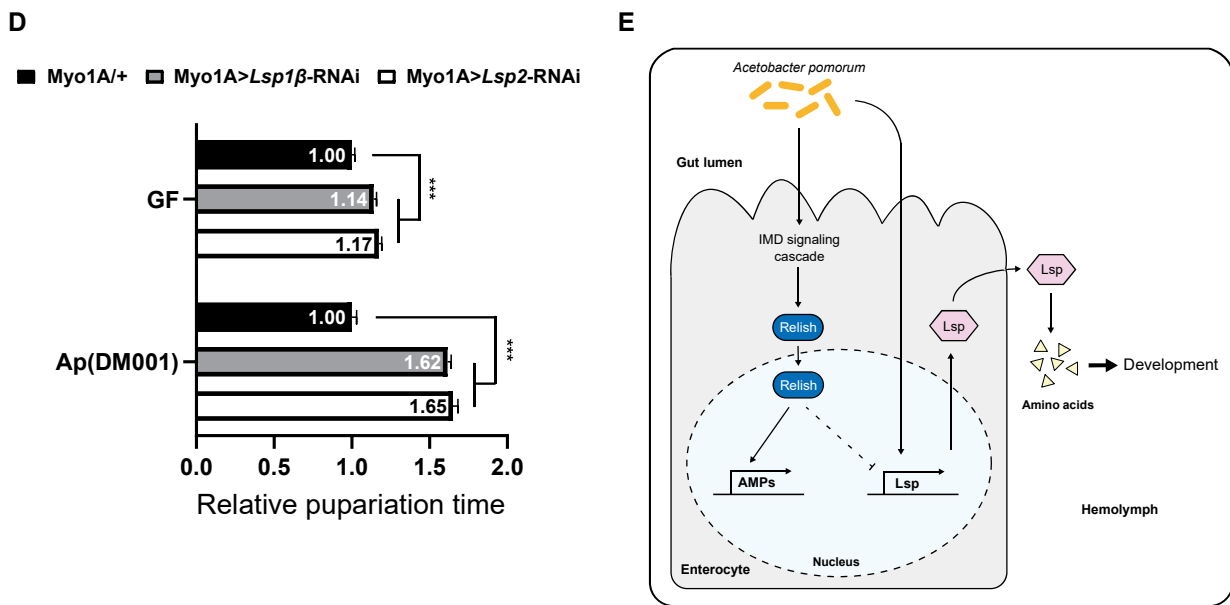 D
Myo1A/+ Myo1A>Lsp1β-RNAi Myo1A>Lsp2-RNAi
1.00
GF
1.14
1.17
***
1.00
Ap(DM001)
1.62
1.65
***
0.0 0.5 1.0 1.5 2.0
Relative pupariation time
E
Acetobacter pomorum
Gut lumen
IMD signaling
cascade
Relish
Relish
Lsp
Lsp
Development
Amino acids
AMPs
Lsp
Hemolymph
Nucleus
Enterocyte